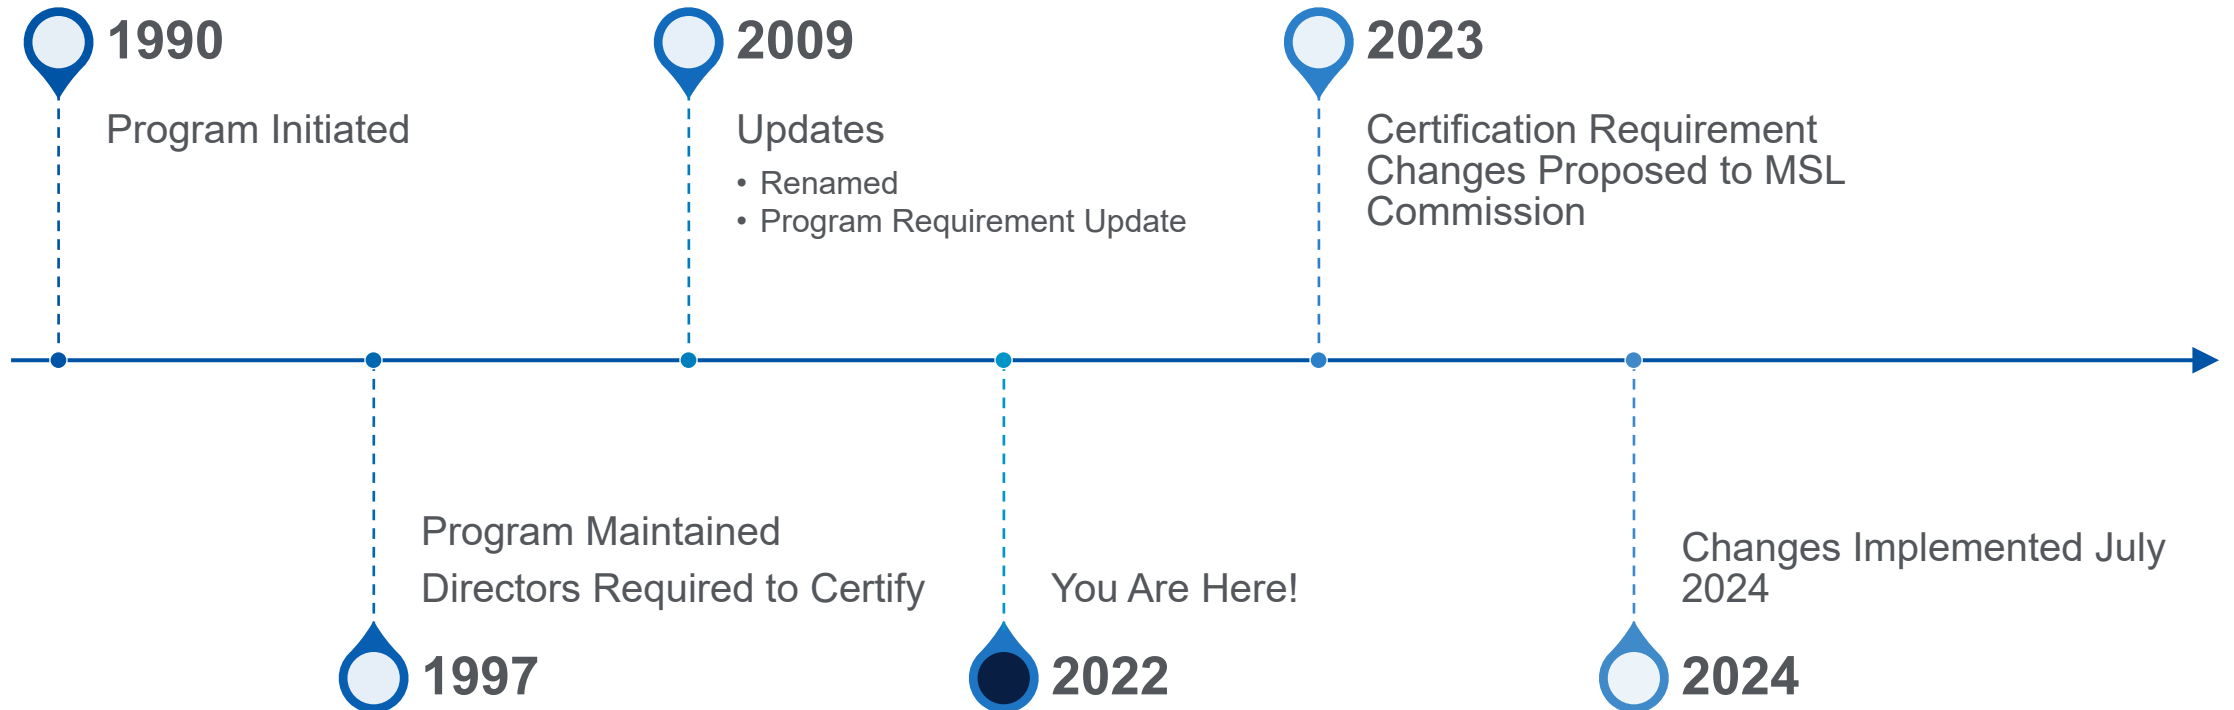 1990
Program Initiated
2009
Updates
• Renamed
• Program Requirement Update
2023
Certification Requirement
Changes Proposed to MSL
Commission
Program Maintained
Directors Required to Certify
1997
You Are Here!
2022
Changes Implemented July
2024
2024